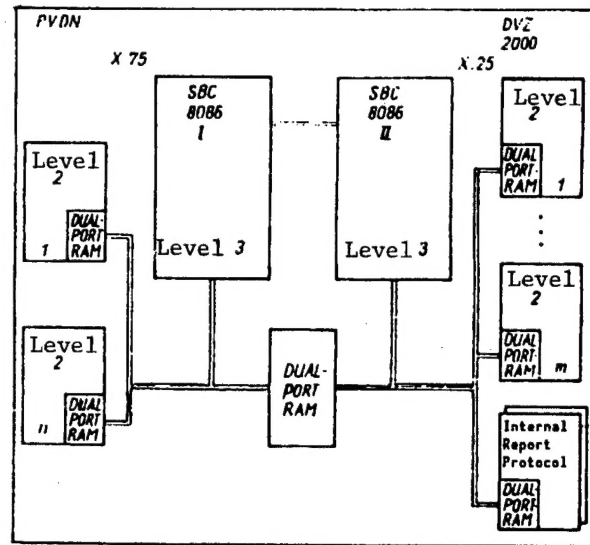 PVDN
DVZ
2000
X 75
X.25
SBC
8086
I
SBC
8086
II
Level 3
Level 3
Level
2
1
DUAL-
PORT
RAM
Level
2
n
DUAL
PORT
RAM
DUAL-
PORT
RAM
Level
2
DUAL
PORT-
RAM
1
Level
2
DUAL
PORT-
RAM
m
Internal
Report
Protocol
DUAL-
PORT-
RAM